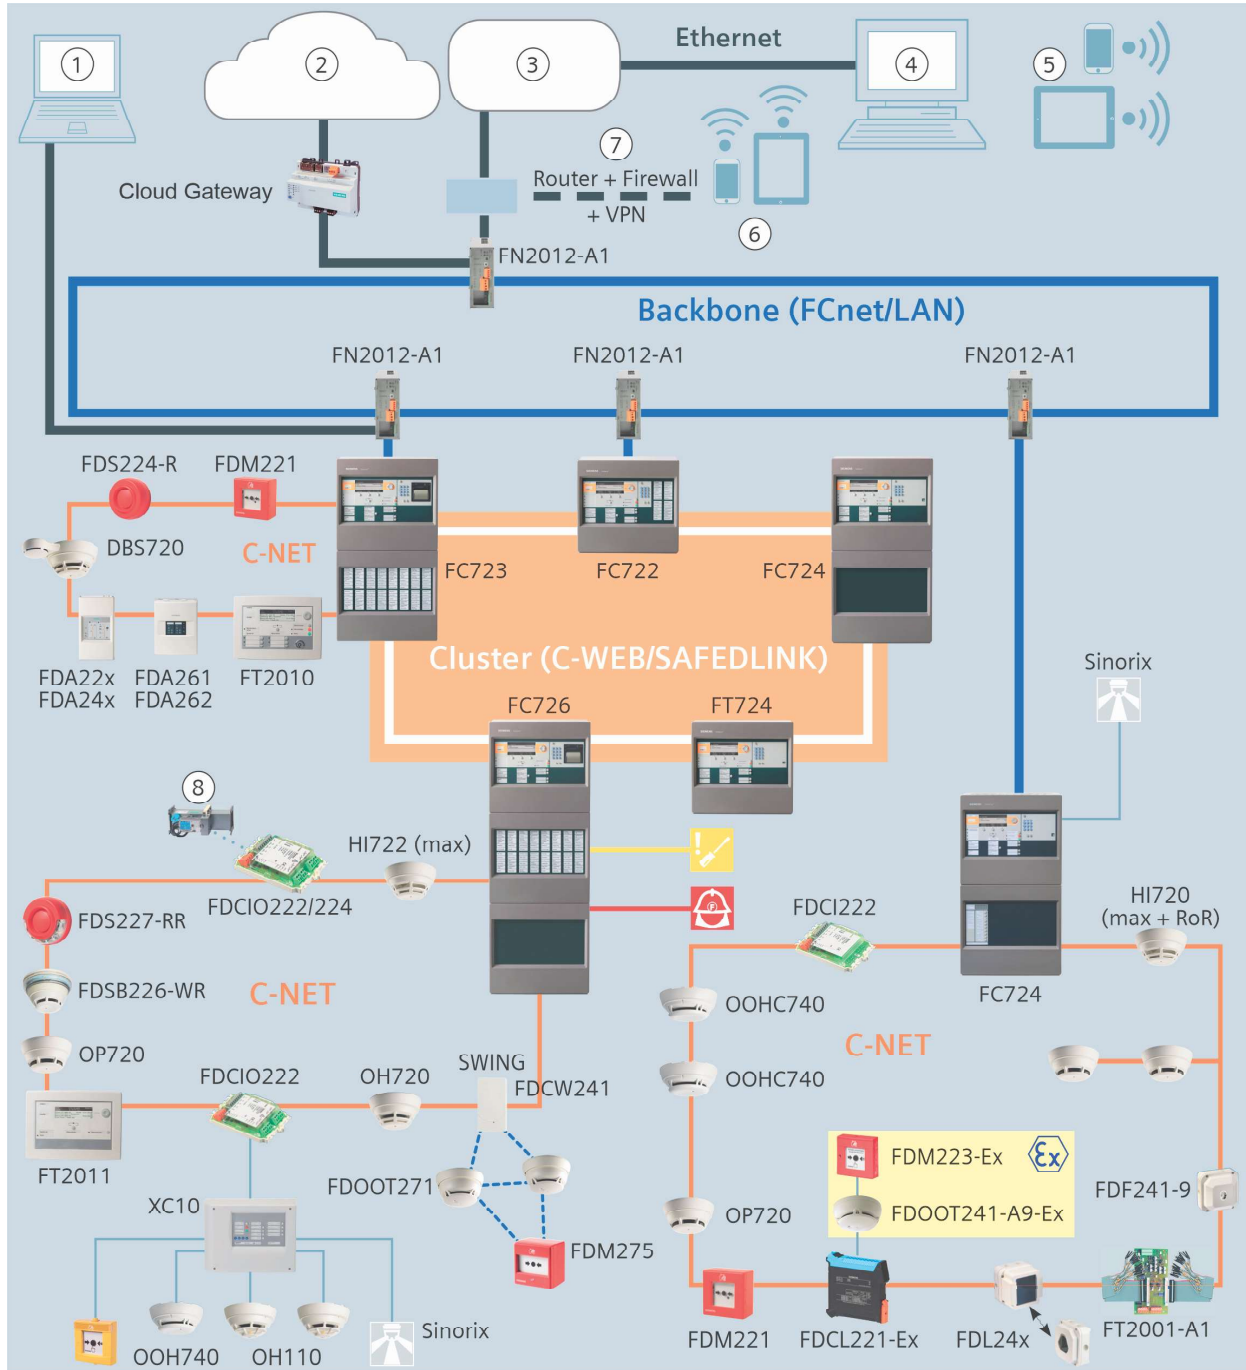 1
2
3
Ethernet
4
5
7
Cloud Gateway
Router + Firewall
+ VPN
6
FN2012-A1
Backbone (FCnet/LAN)
FN2012-A1
FN2012-A1
FN2012-A1
FDS224-R
FDM221
DBS720
C-NET
FC723
FC722
FC724
FDA22x
FDA24x
FDA261
FDA262
FT2010
Cluster (C-WEB/SAFEDLINK)
Sinorix
FC726
FT724
8
HI722 (max)
FDCIO222/224
FDS227-RR
FDSB226-WR
C-NET
OP720
FDCIO222
OH720
SWING
FDCW241
FT2011
XC10
FDOOT271
FDM275
OOH740
OH110
Sinorix
F
FDCI222
HI720
(max + RoR)
FC724
OOHC740
C-NET
OOHC740
FDM223-Ex
Ex
FDOOT241-A9-Ex
OP720
FDF241-9
FDM221
FDCL221-Ex
FDL24x
FT2001-A1